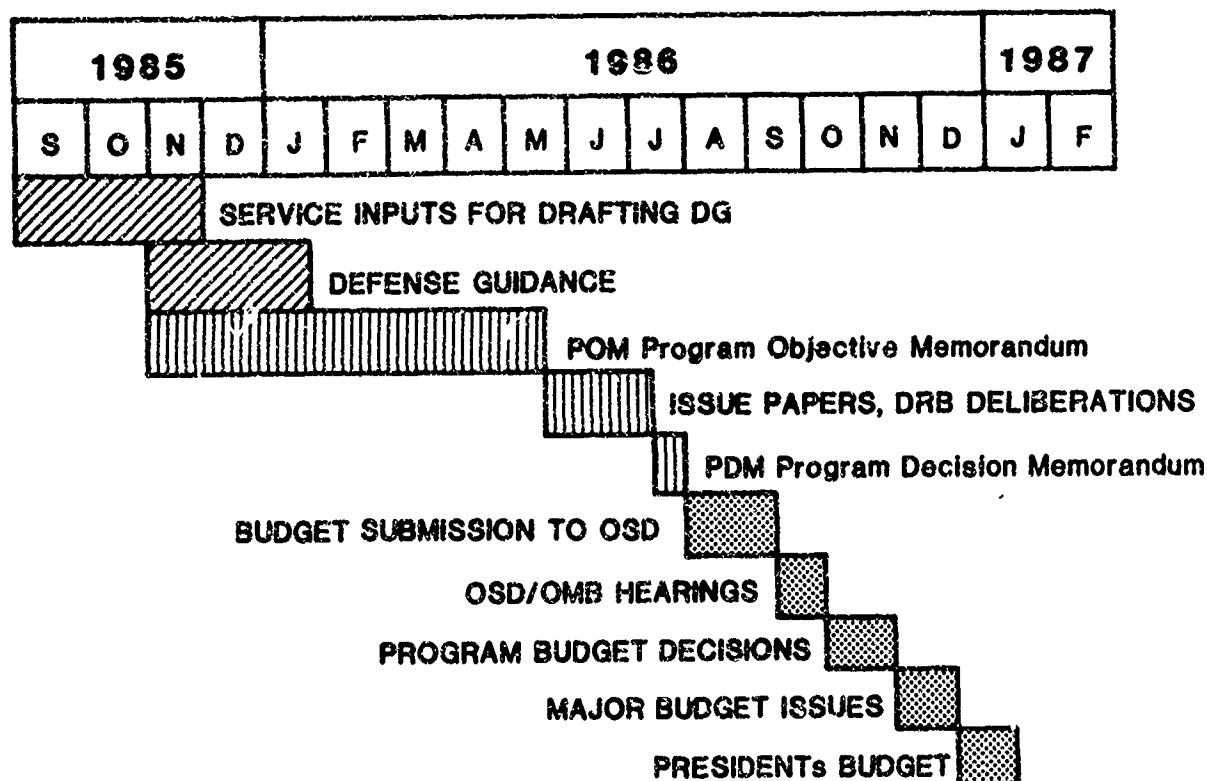 1985 1986 1987
S O N D J F M A M J J A S O N D J F
SERVICE INPUTS FOR DRAFTING DG
DEFENSE GUIDANCE
POM Program Objective Memorandum
ISSUE PAPERS, DRB DELIBERATIONS
PDM Program Decision Memorandum
BUDGET SUBMISSION TO OSD
OSD/OMB HEARINGS
PROGRAM BUDGET DECISIONS
MAJOR BUDGET ISSUES
PRESIDENTs BUDGET